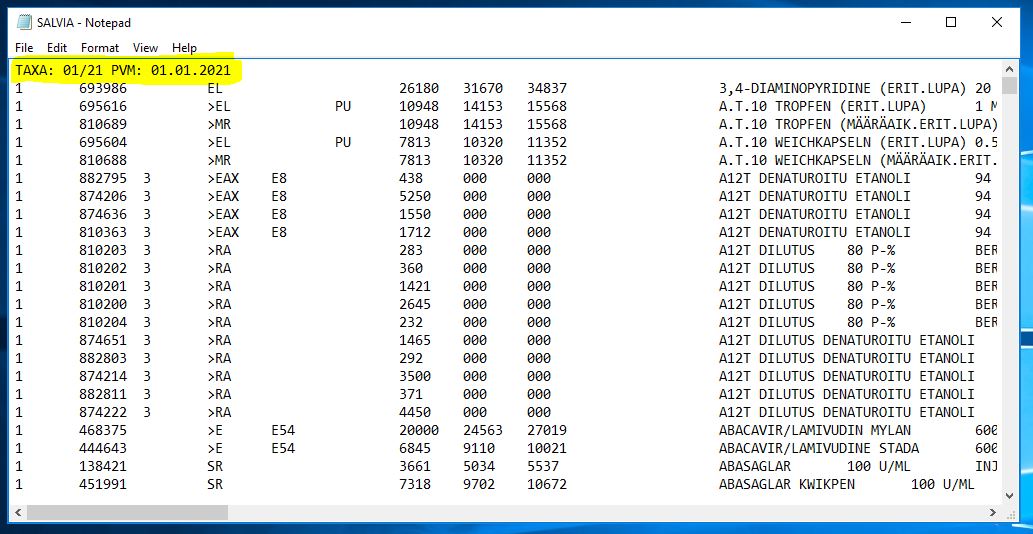 SALVIA - Notepad
File Edit Format View Help
TAXA: 01/21 PVM: 01.01.2021
1 693986 EL 26180 31670 34837 3,4-DIAMINOPYRIDINE (ERIT.LUPA) 20
1 695616 >EL PU 10948 14153 15568 A.T.10 TROPFEN (ERIT.LUPA) 1 M
1 810689 >MR 10948 14153 15568 A.T.10 TROPFEN (MÄÄRÄAIK.ERIT.LUPA)
1 695604 >EL PU 7813 10320 11352 A.T.10 WEICHKAPSELN (ERIT.LUPA) 0.5
1 810688 >MR 7813 10320 11352 A.T.10 WEICHKAPSELN (MÄÄRÄAIK.ERIT.
1 882795 3 >EAX E8 438 000 000 A12T DENATUROITU ETANOLI 94
1 874206 3 >EAX E8 5250 000 000 A12T DENATUROITU ETANOLI 94
1 874636 3 >EAX E8 1550 000 000 A12T DENATUROITU ETANOLI 94
1 810363 3 >EAX E8 1712 000 000 A12T DENATUROITU ETANOLI 94
1 810203 3 >RA 283 000 000 A12T DILUTUS 80 P-% BER
1 810202 3 >RA 360 000 000 A12T DILUTUS 80 P-% BER
1 810201 3 >RA 1421 000 000 A12T DILUTUS 80 P-% BER
1 810200 3 >RA 2645 000 000 A12T DILUTUS 80 P-% BER
1 810204 3 >RA 232 000 000 A12T DILUTUS 80 P-% BER
1 874651 3 >RA 1465 000 000 A12T DILUTUS DENATUROITU ETANOLI
1 882803 3 >RA 292 000 000 A12T DILUTUS DENATUROITU ETANOLI
1 874214 3 >RA 3500 000 000 A12T DILUTUS DENATUROITU ETANOLI
1 882811 3 >RA 371 000 000 A12T DILUTUS DENATUROITU ETANOLI
1 874222 3 >RA 4450 000 000 A12T DILUTUS DENATUROITU ETANOLI
1 468375 >E E54 20000 24563 27019 ABACAVIR/LAMIVUDIN MYLAN 600
1 444643 >E E54 6845 9110 10021 ABACAVIR/LAMIVUDINE STADA 600
1 138421 SR 3661 5034 5537 ABASAGLAR 100 U/ML INJ
1 451991 SR 7318 9702 10672 ABASAGLAR KWIKPEN 100 U/ML